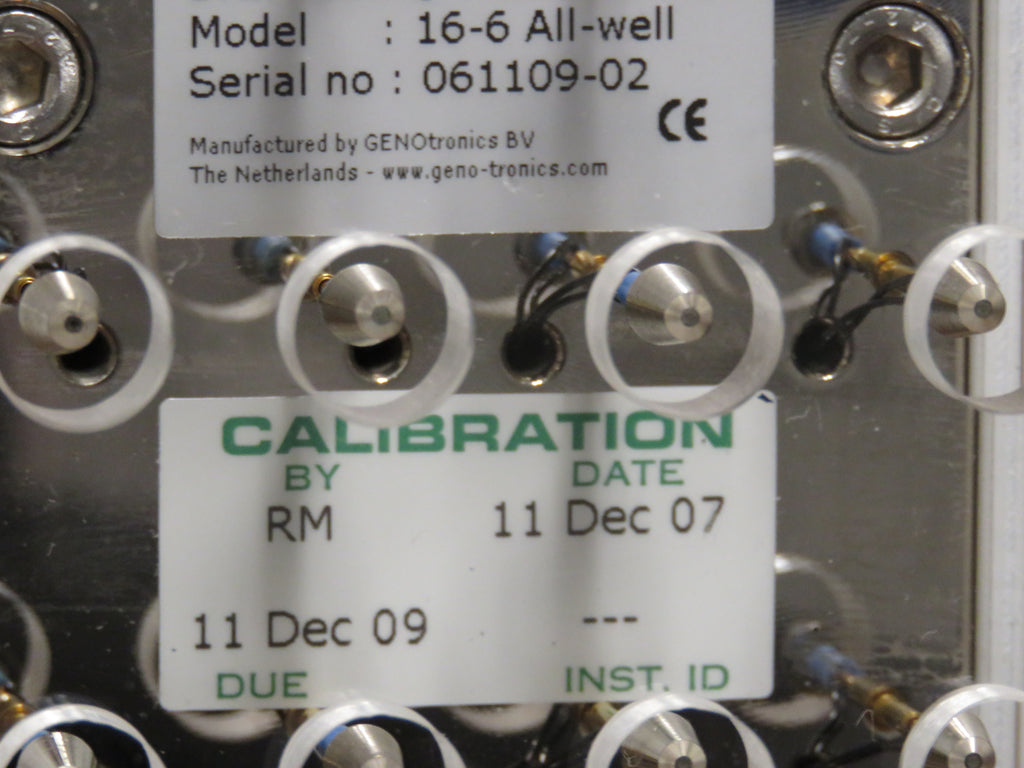 Model : 16-6 All-well
Serial no : 061109-02
CE
Manufactured by GENOtronics BV
The Netherlands - www.geno-tronics.com
CALIBRATION
BY DATE
RM 11 Dec 07
11 Dec 09 ---
DUE INST. ID